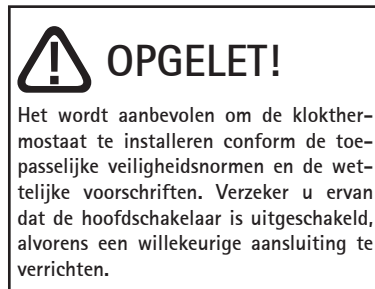 OPGELET!
Het wordt aanbevolen om de klokther-
mostaat te installeren conform de toe-
passelijke veiligheidsnormen en de wet-
telijke voorschriften. Verzeker u ervan
dat de hoofdschakelaar is uitgeschakeld,
alvorens een willekeurige aansluiting te
verrichten.